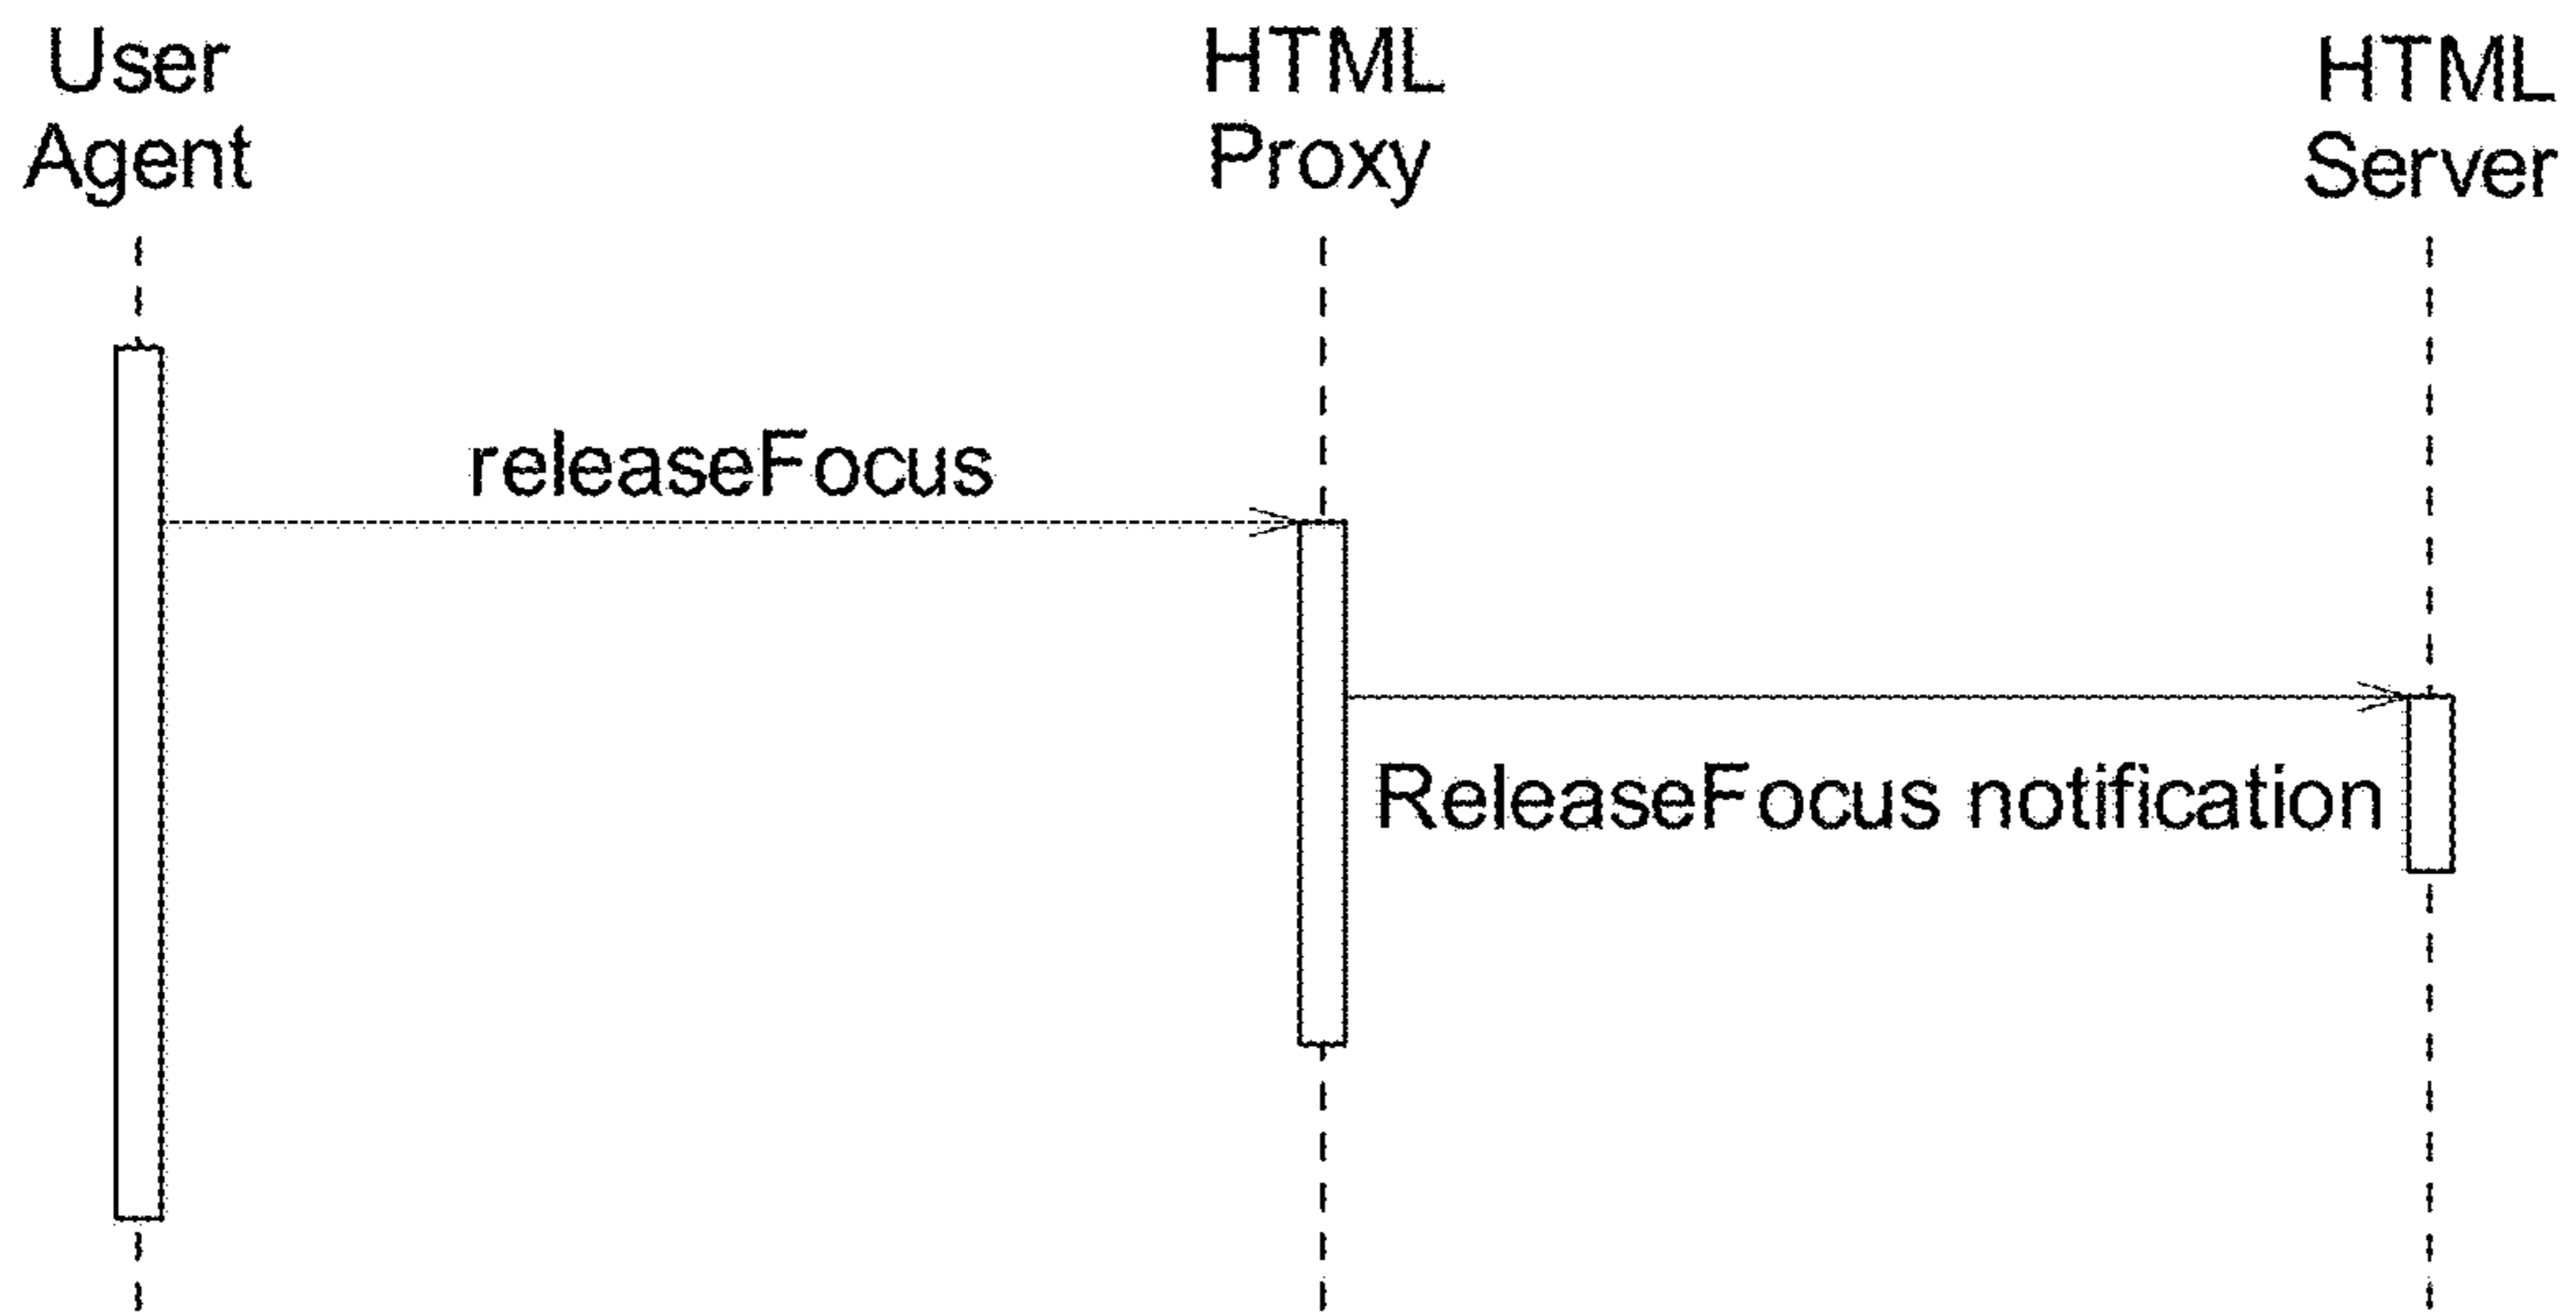 User
Agent
HTML
Proxy
HTML
Server
releaseFocus
ReleaseFocus notification